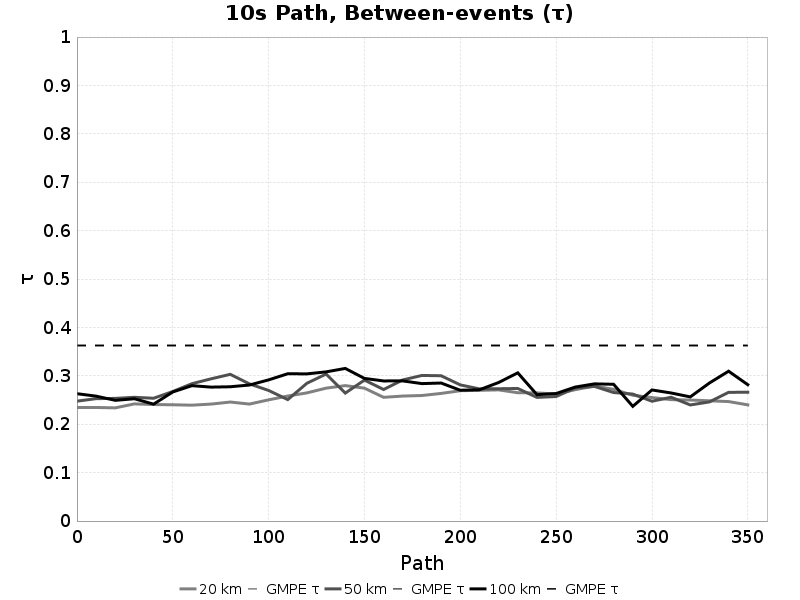 10s Path, Between-events (τ)
1
0.9
0.8
0.7
0.6
0.5
τ
0.4
0.3
0.2
0.1
0
0 50 100 150 200 250 300 350
Path
20 km GMPE τ 50 km GMPE τ 100 km GMPE τ